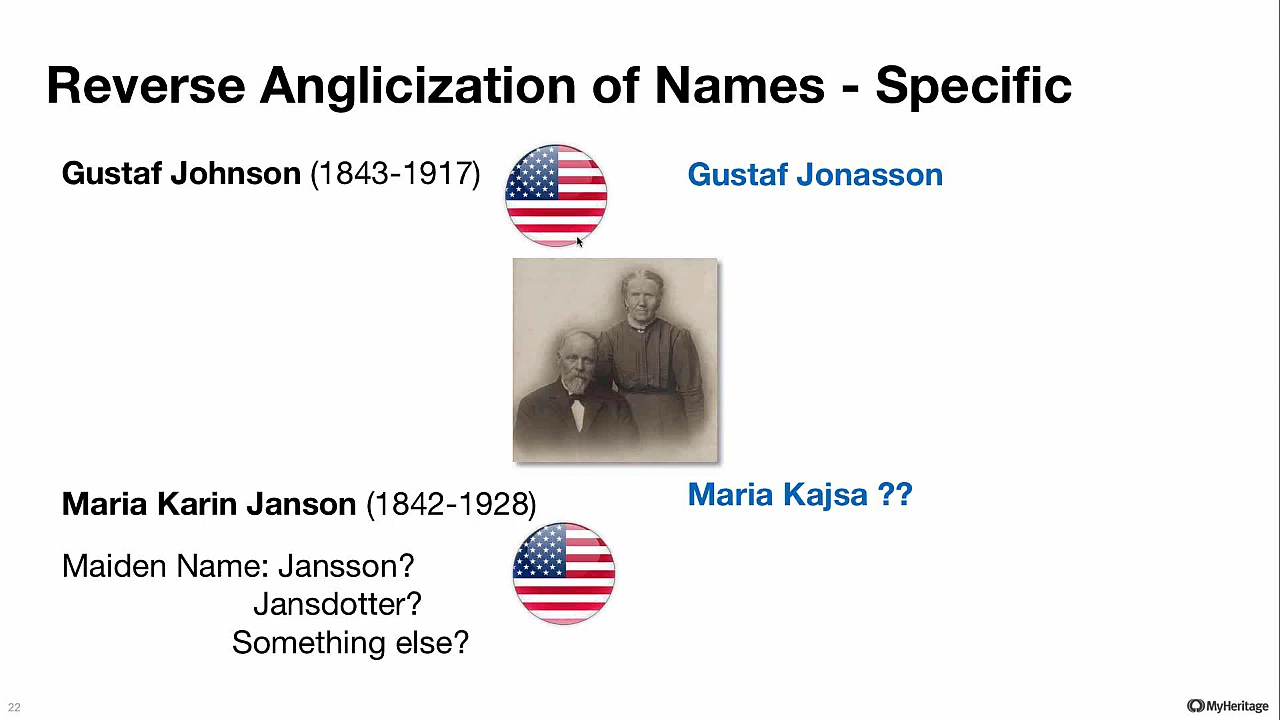 Reverse Anglicization of Names - Specific
Gustaf Johnson (1843-1917)
Gustaf Jonasson
Maria Karin Janson (1842-1928)
Maria Kajsa ??
Maiden Name: Jansson?
Jansdotter?
Something else?
22
MyHeritage